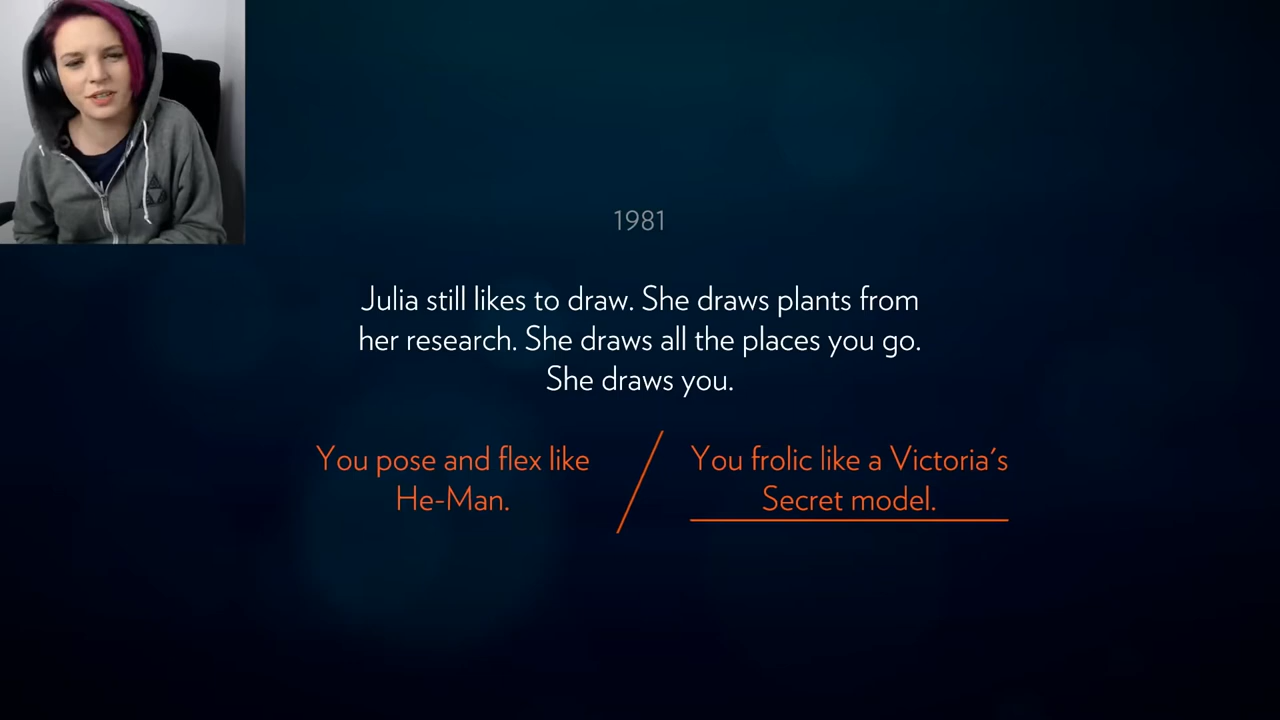 1981
Julia still likes to draw. She draws plants from
her research. She draws all the places you go.
She draws you.
You pose and flex like
He-Man.
You frolic like a Victoria's
Secret model.